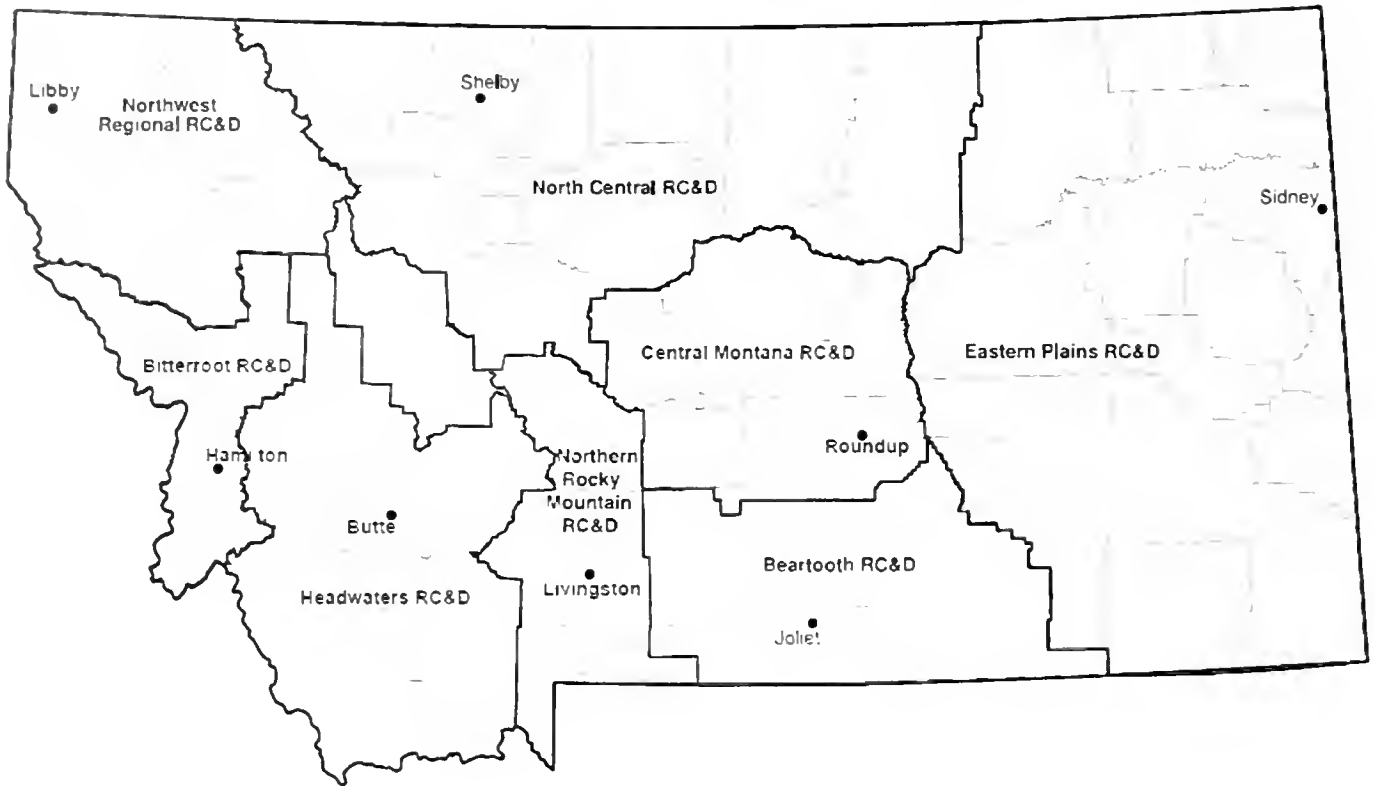 Libby
Northwest
Regional RC&D
Shelby
North Central RC&D
Sidney
Bitterroot RC&D
Central Montana RC&D
Eastern Plains RC&D
Hamilton
Roundup
Northern
Rocky
Mountain
RC&D
Butte
Headwaters RC&D
Livingston
Beartooth RC&D
Joliet